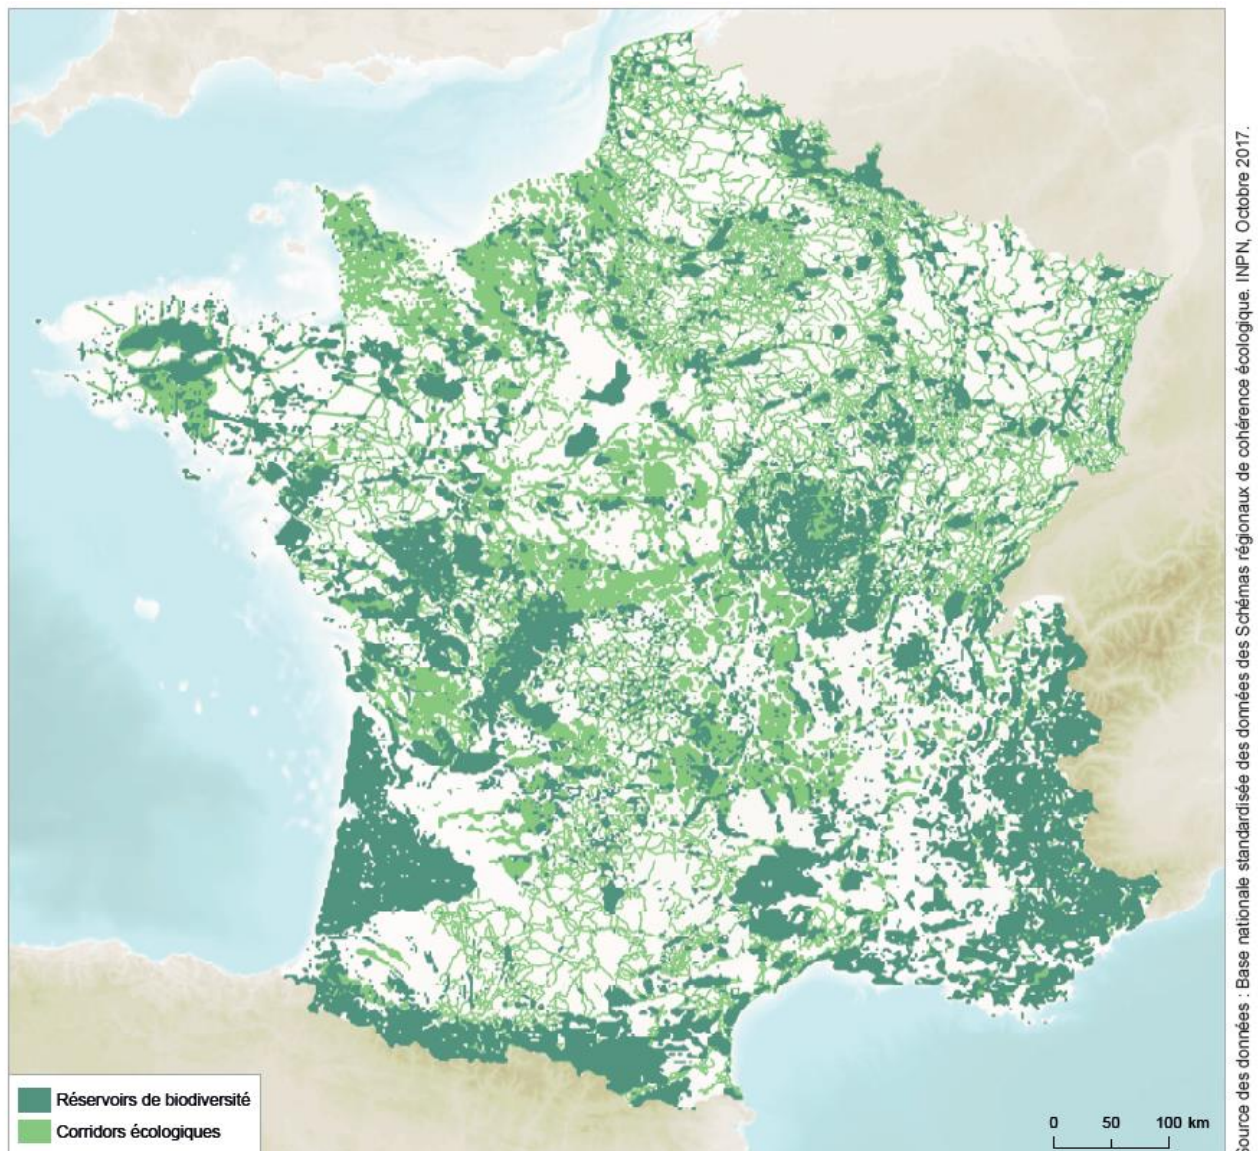 Réservoirs de biodiversité
Corridors écologiques
0 50 100 km
Source des données : Base nationale standardisée des données des Schémas régionaux de cohérence écologique. INPN, Octobre 2017.